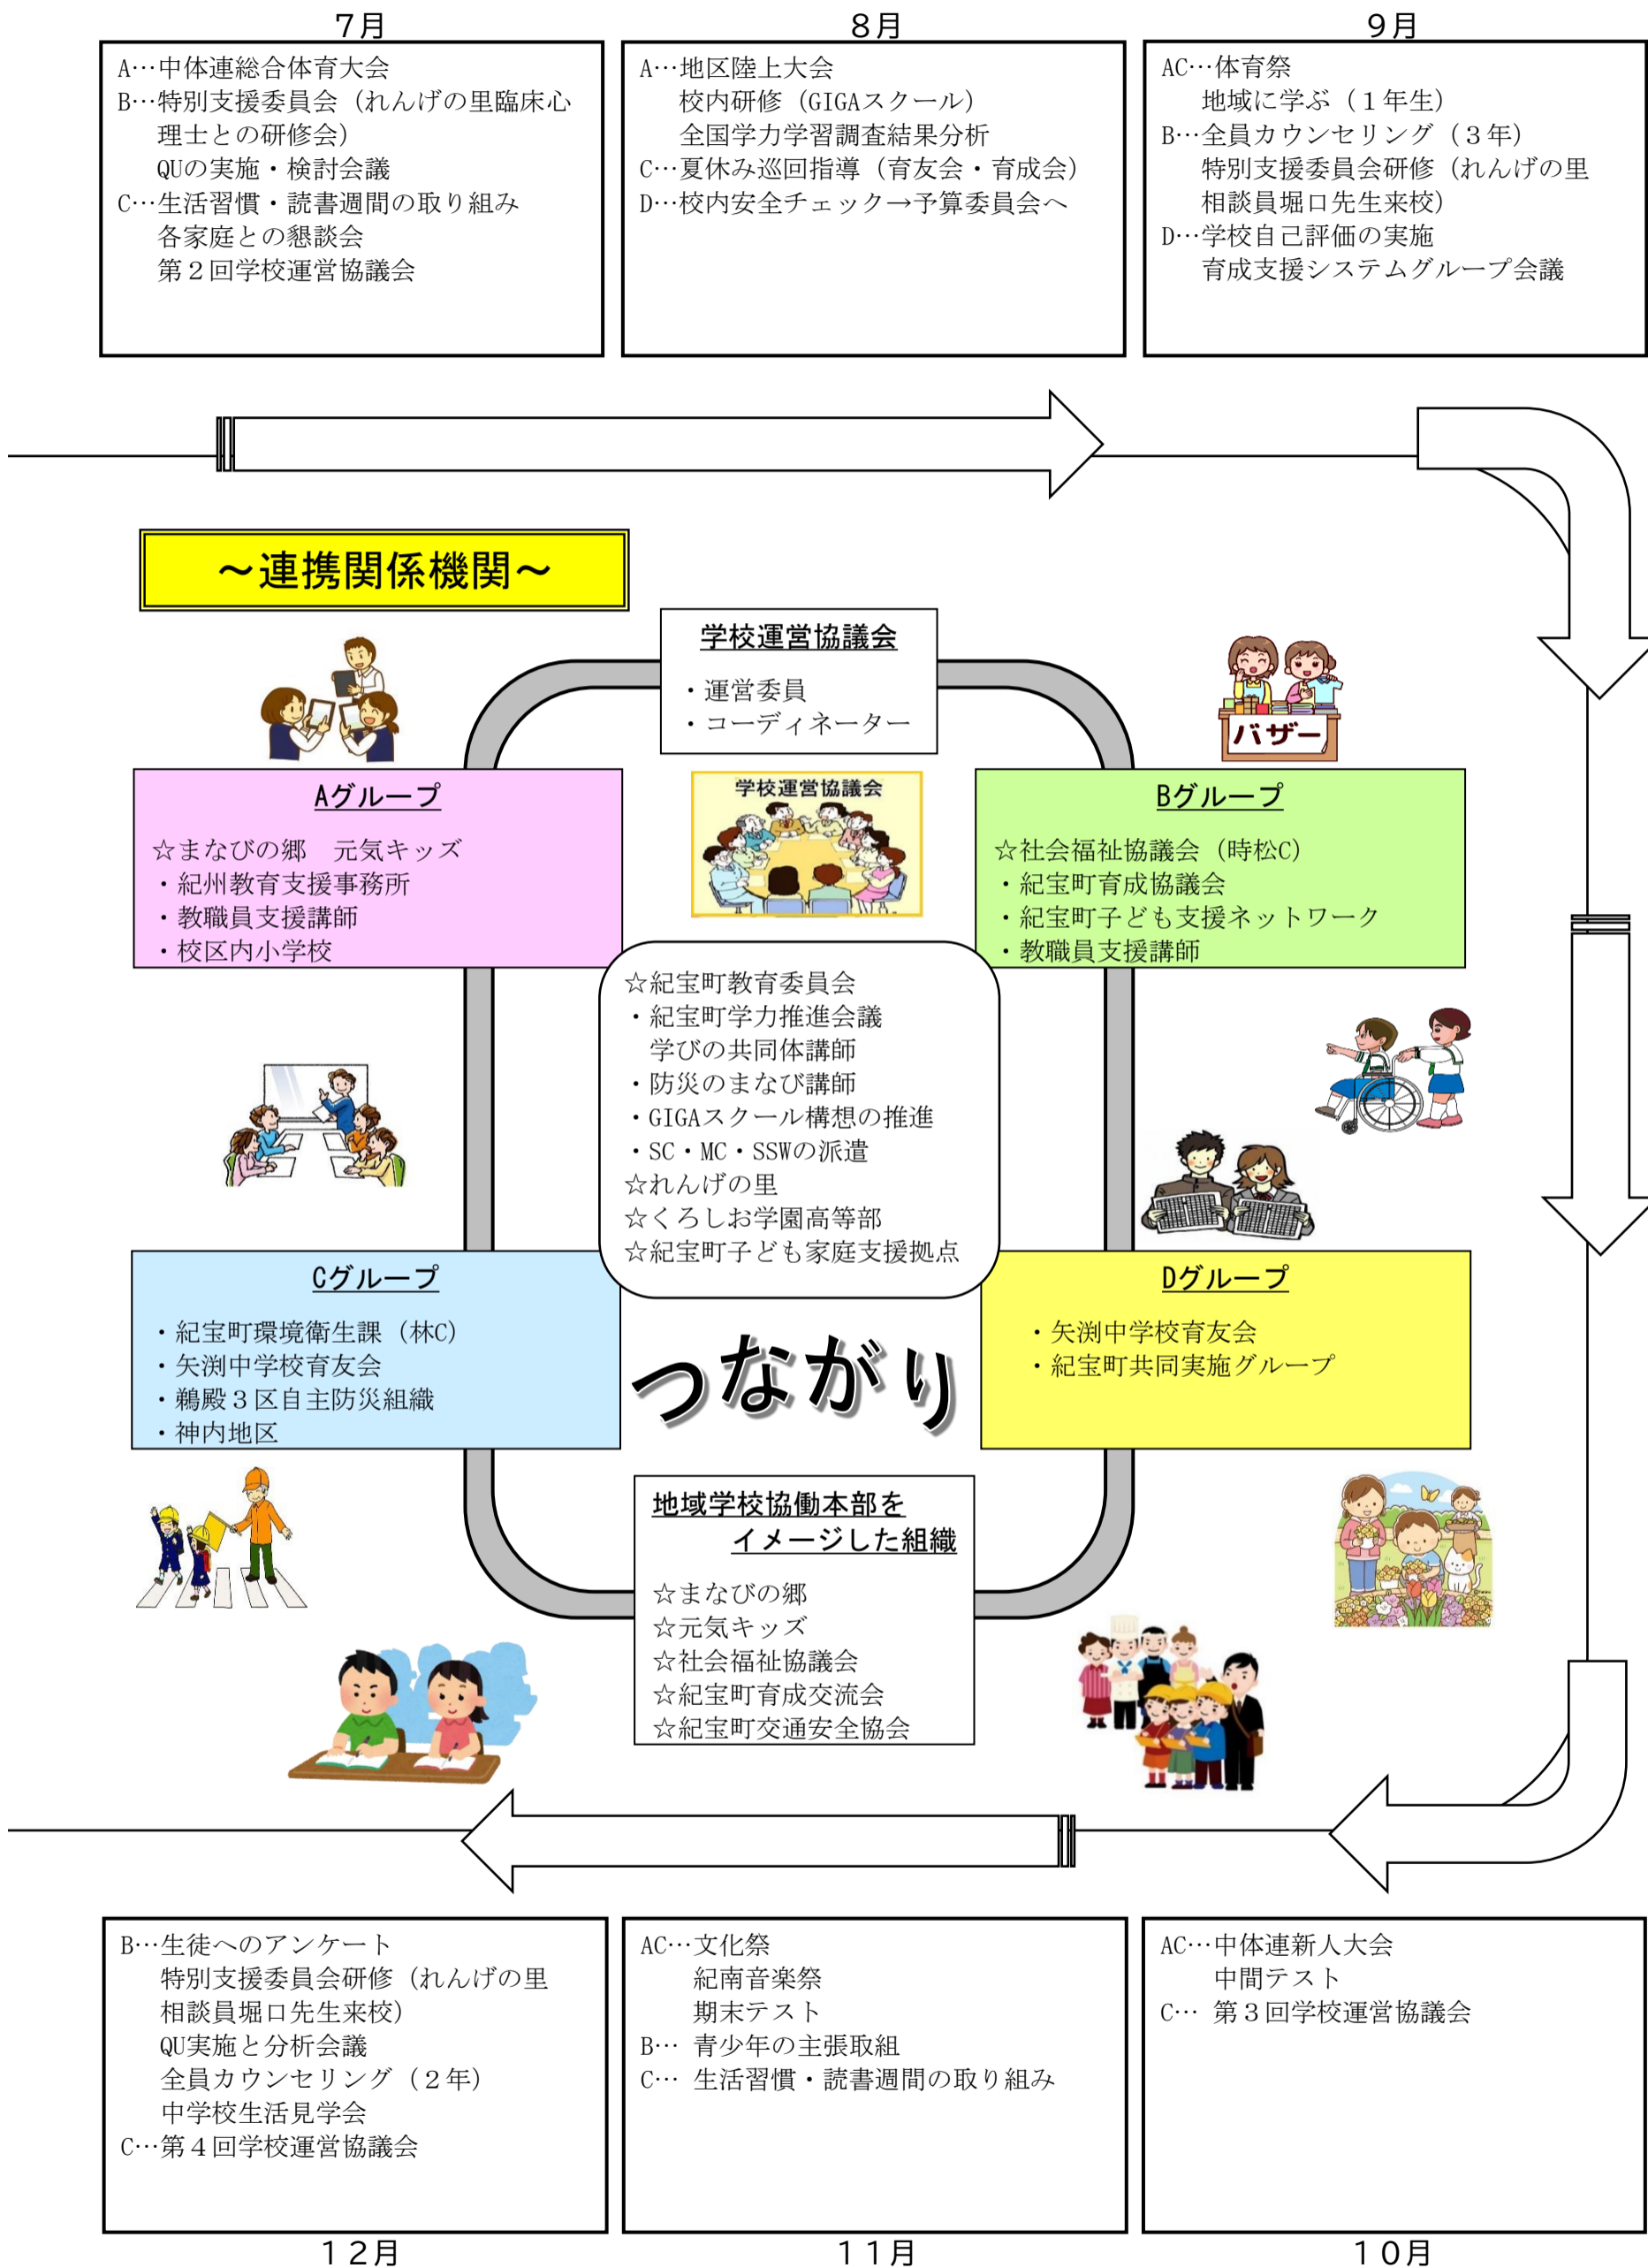 ７月
A…中体連総合体育大会
B…特別支援委員会（れんげの里臨床心
理士との研修会）
QUの実施・検討会議
C…生活習慣・読書週間の取り組み
各家庭との懇談会
第２回学校運営協議会
８月
A…地区陸上大会
校内研修（GIGAスクール）
全国学力学習調査結果分析
C…夏休み巡回指導（育友会・育成会）
D…校内安全チェック→予算委員会へ
９月
AC…体育祭
地域に学ぶ（１年生）
B…全員カウンセリング（３年）
特別支援委員会研修（れんげの里
相談員堀口先生来校）
D…学校自己評価の実施
育成支援システムグループ会議
～連携関係機関～
学校運営協議会
・運営委員
・コーディネーター
バザー
Aグループ
☆まなびの郷　元気キッズ
・紀州教育支援事務所
・教職員支援講師
・校区内小学校
学校運営協議会
Bグループ
☆社会福祉協議会（時松C）
・紀宝町育成協議会
・紀宝町子ども支援ネットワーク
・教職員支援講師
☆紀宝町教育委員会
・紀宝町学力推進会議
学びの共同体講師
・防災のまなび講師
・GIGAスクール構想の推進
・SC・MC・SSWの派遣
☆れんげの里
☆くろしお学園高等部
☆紀宝町子ども家庭支援拠点
Cグループ
・紀宝町環境衛生課（林C）
・矢渕中学校育友会
・鵜殿３区自主防災組織
・神内地区
つながり
Dグループ
・矢渕中学校育友会
・紀宝町共同実施グループ
地域学校協働本部を
イメージした組織
☆まなびの郷
☆元気キッズ
☆社会福祉協議会
☆紀宝町育成交流会
☆紀宝町交通安全協会
B…生徒へのアンケート
特別支援委員会研修（れんげの里
相談員堀口先生来校）
QU実施と分析会議
全員カウンセリング（２年）
中学校生活見学会
C…第４回学校運営協議会
１２月
AC…文化祭
紀南音楽祭
期末テスト
B… 青少年の主張取組
C… 生活習慣・読書週間の取り組み
１１月
AC…中体連新人大会
中間テスト
C… 第３回学校運営協議会
１０月